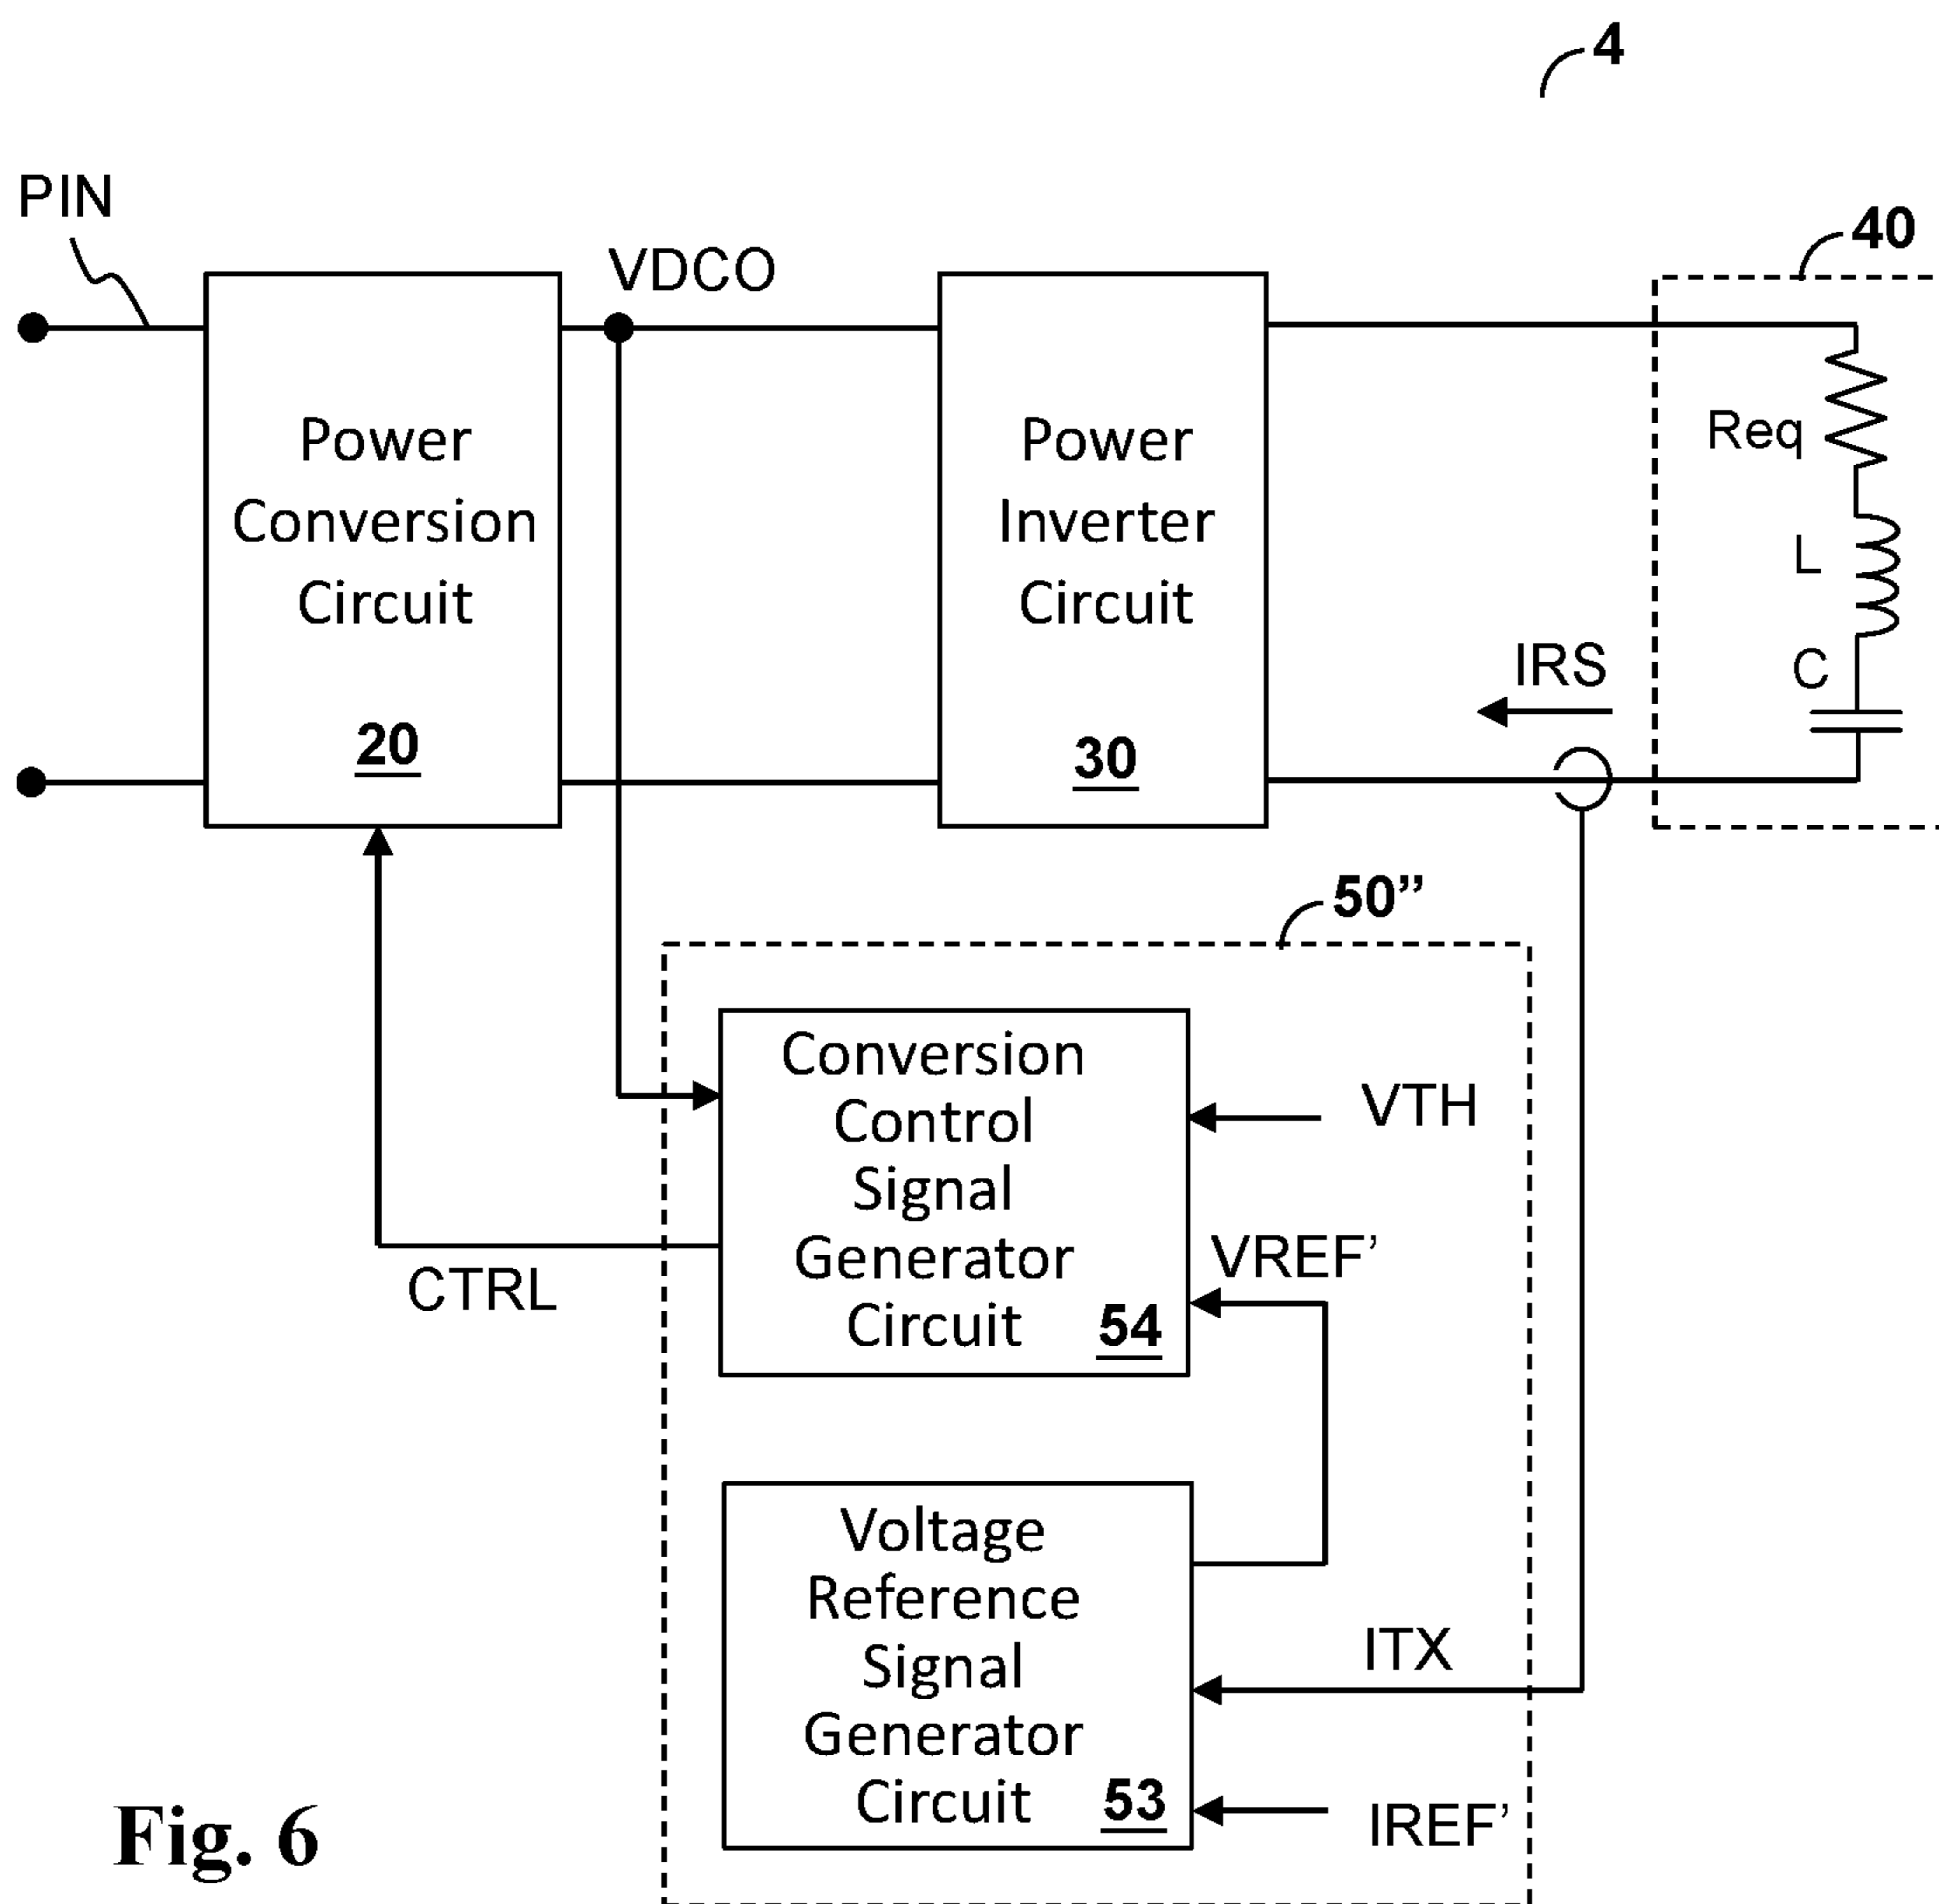 4
PIN
VDCO
40
Power
Conversion
Circuit
20
Power
Inverter
Circuit
30
Req
L
C
IRS
50”
Conversion
Control
Signal
Generator
Circuit
54
VTH
VREF’
CTRL
Voltage
Reference
Signal
Generator
Circuit
53
ITX
IREF’
Fig. 6